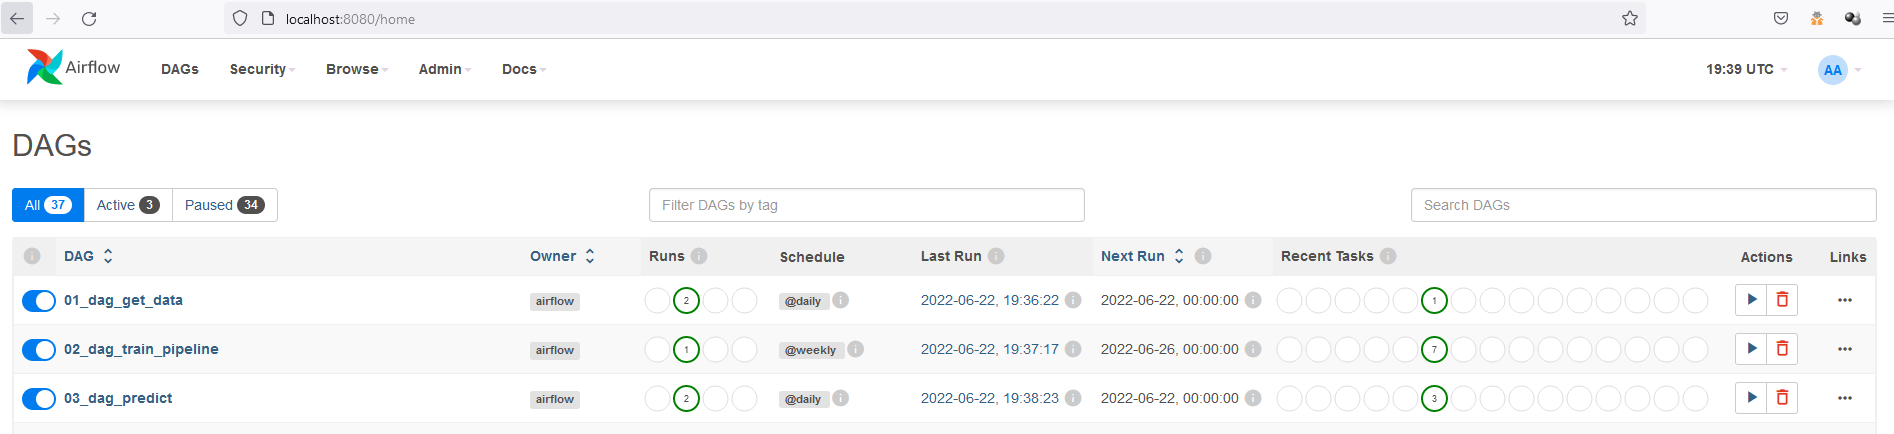 localhost:8080/home
Airflow DAGs Security Browse Admin Docs 19:39 UTC AA
DAGs
All 37 Active 3 Paused 34 Filter DAGs by tag Search DAGs
i DAG Owner Runs i Schedule Last Run i Next Run i Recent Tasks i Actions Links
01_dag_get_data airflow 2 @daily i 2022-06-22, 19:36:22 i 2022-06-22, 00:00:00 i 1 ...
02_dag_train_pipeline airflow 1 @weekly i 2022-06-22, 19:37:17 i 2022-06-26, 00:00:00 i 7 ...
03_dag_predict airflow 2 @daily i 2022-06-22, 19:38:23 i 2022-06-22, 00:00:00 i 3 ...